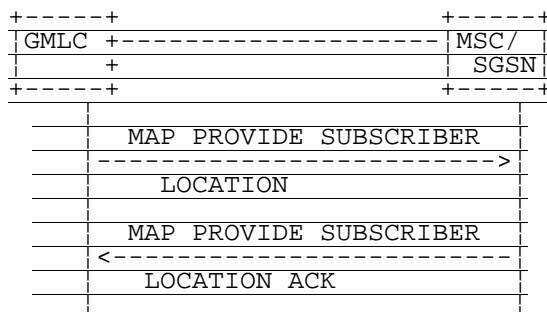 GMLC MSC/
SGSN
MAP PROVIDE SUBSCRIBER
LOCATION
MAP PROVIDE SUBSCRIBER
LOCATION ACK